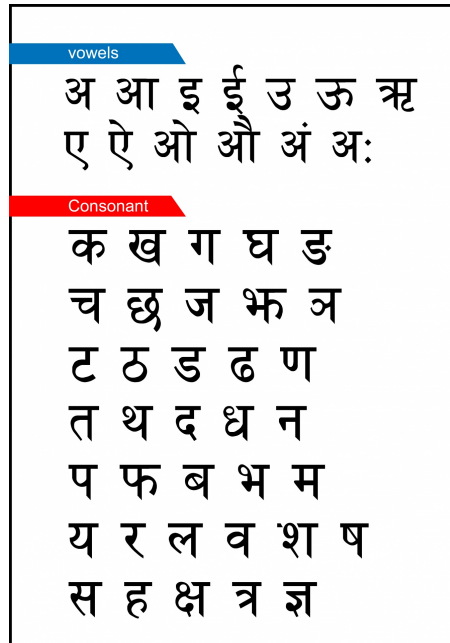 vowels
अ आ इ ई उ ऊ ऋ
ए ऐ ओ औ अं अः
Consonant
क ख ग घ ङ
च छ ज झ ञ
ट ठ ड ढ ण
त थ द ध न
प फ ब भ म
य र ल व श ष
स ह क्ष त्र ज्ञ